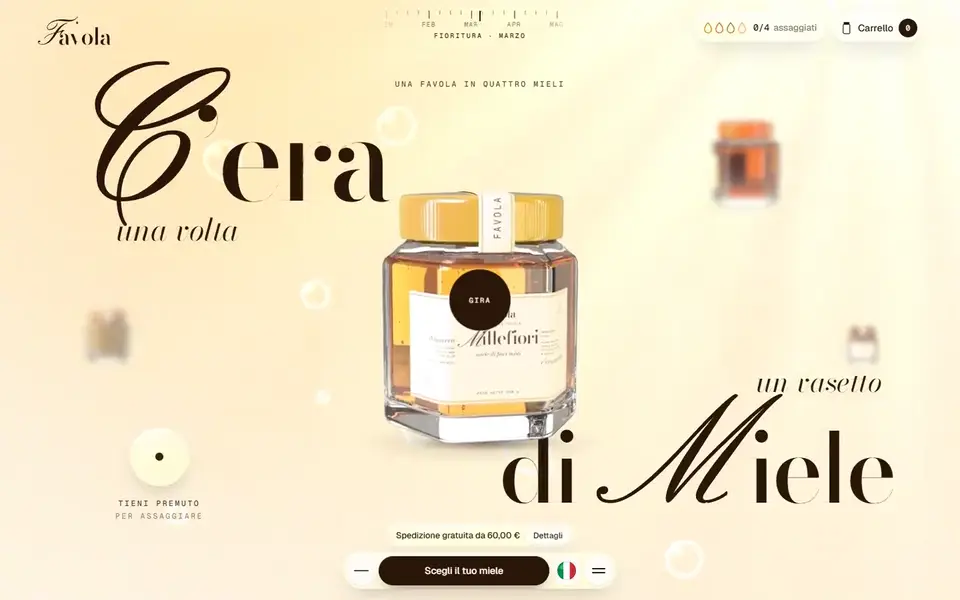 Favola
FEB MAR APR MAG
FIORITURA - MARZO
0/4 assaggiati
Carrello 0
UNA FAVOLA IN QUATTRO MIELI
C'era
una volta
FAVOLA
GIRA
Millefiori
un vasetto
di Miele
TIENI PREMUTO
PER ASSAGGIARE
Spedizione gratuita da 60,00 € Dettagli
Scegli il tuo miele